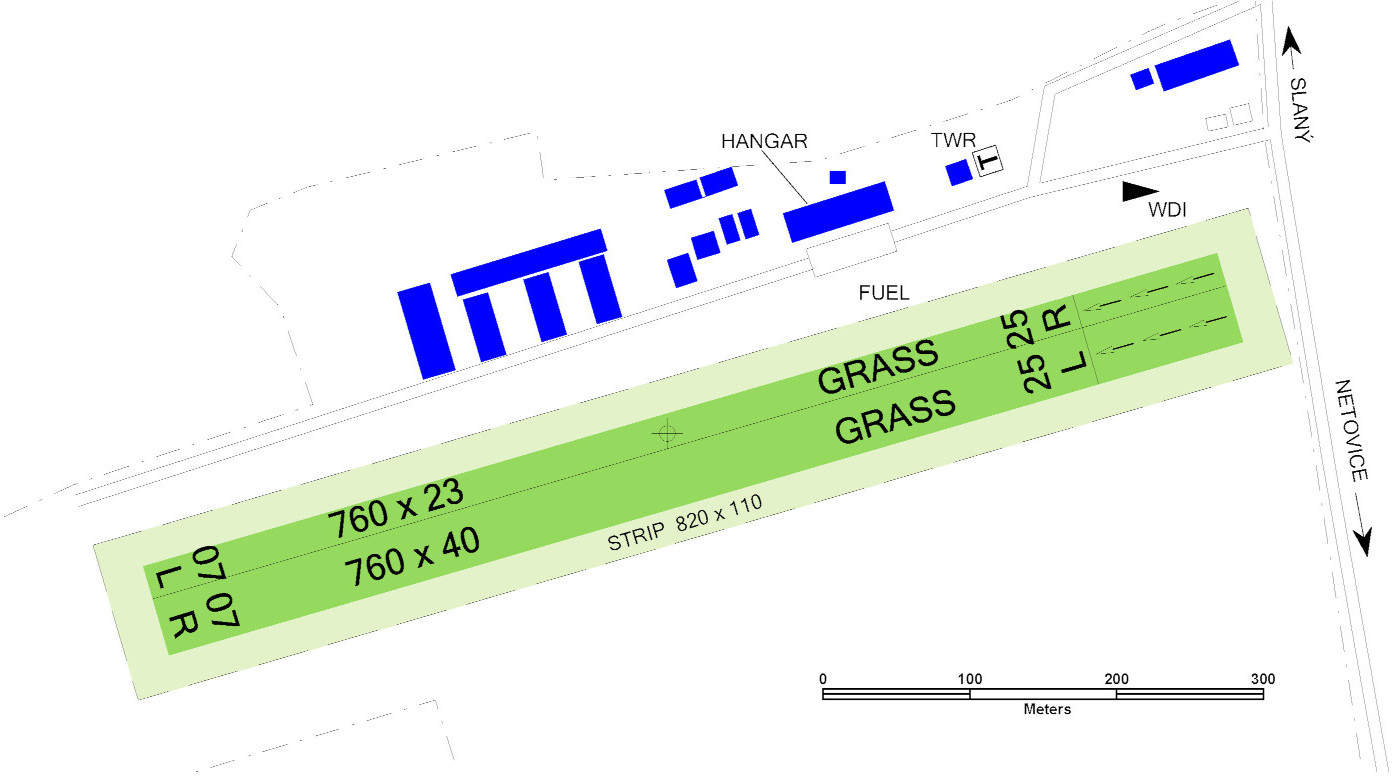 SLANÝ
HANGAR
TWR
T
WDI
FUEL
GRASS
25
R
GRASS
25
L
NETOVICE
760 x 23
07
L
760 x 40
07
R
STRIP 820 x 110
0 100 200 300
Meters